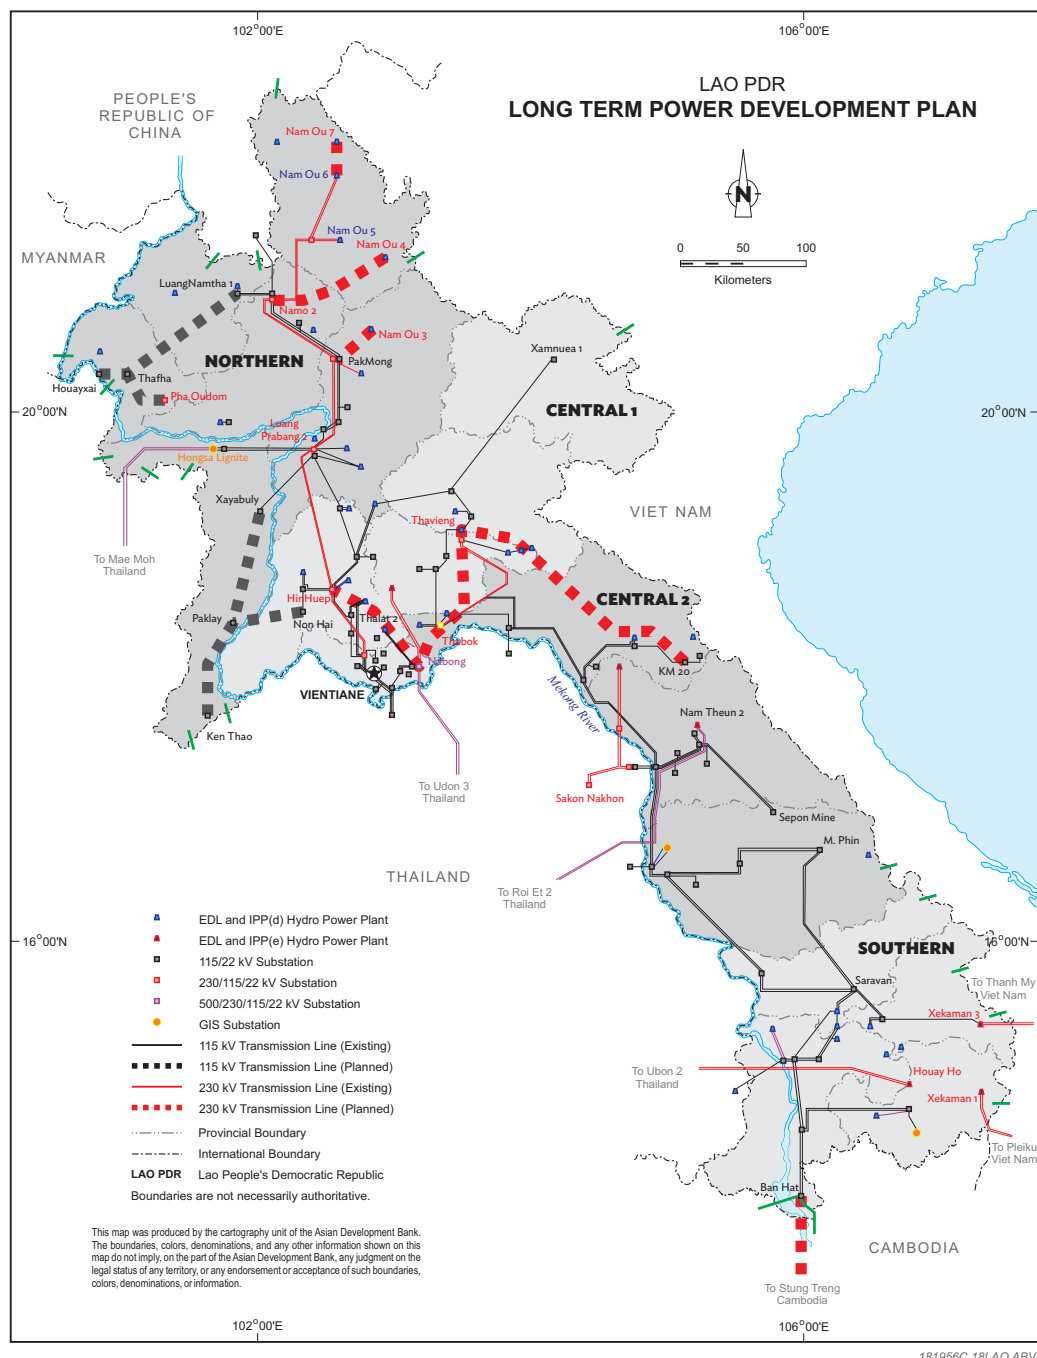 102°00'E
106°00'E
LAO PDR
LONG TERM POWER DEVELOPMENT PLAN
PEOPLE'S
REPUBLIC OF
CHINA
Nam Ou 7
Nam Ou 6
N
Nam Ou 5
Nam Ou 4
MYANMAR
0 50 100
Kilometers
LuangNamtha 1
Namo 2
Nam Ou 3
Xamnuea 1
NORTHERN
PakMong
Houayxai
Thafha
Pha Oudom
20°00'N
20°00'N
CENTRAL 1
Luang
Prabang 2
Hongsa Lignite
Xayabuly
Thavieng
VIET NAM
To Mae Moh
Thailand
HinHuep
CENTRAL 2
Paklay
Non Hai
Thalat 2
Thabok
Nabong
KM 20
VIENTIANE
Mekong River
Nam Theun 2
Ken Thao
To Udon 3
Thailand
Sakon Nakhon
Sepon Mine
M. Phin
THAILAND
To Roi Et 2
Thailand
EDL and IPP(d) Hydro Power Plant
EDL and IPP(e) Hydro Power Plant
115/22 kV Substation
230/115/22 kV Substation
500/230/115/22 kV Substation
GIS Substation
115 kV Transmission Line (Existing)
115 kV Transmission Line (Planned)
230 kV Transmission Line (Existing)
230 kV Transmission Line (Planned)
Provincial Boundary
International Boundary
LAO PDR Lao People's Democratic Republic
Boundaries are not necessarily authoritative.
16°00'N
SOUTHERN
16°00'N
Saravan
To Thanh My
Viet Nam
Xekaman 3
To Ubon 2
Thailand
Houay Ho
Xekaman 1
To Pleiku
Viet Nam
Ban Hat
CAMBODIA
To Stung Treng
Cambodia
This map was produced by the cartography unit of the Asian Development Bank.
The boundaries, colors, denominations, and any other information shown on this
map do not imply, on the part of the Asian Development Bank, any judgment on the
legal status of any territory, or any endorsement or acceptance of such boundaries,
colors, denominations, or information.
102°00'E
106°00'E
181956C 18LAO ABV